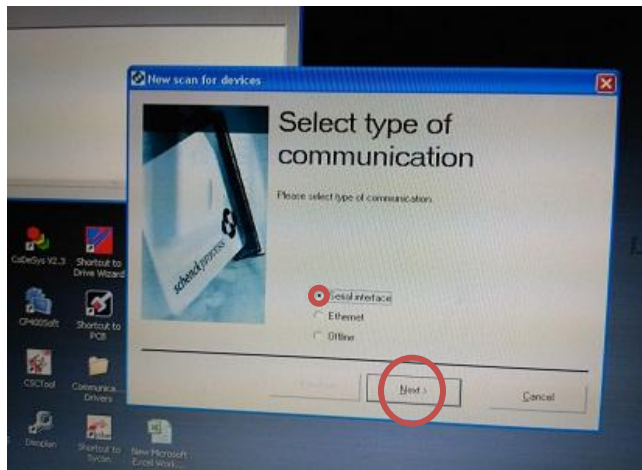 New scan for devices
Select type of
communication
Please select type of communication.
schenck process
Serial interface
Ethernet
Offline
Next >
Cancel
CoDeSys V2.3
Shortcut to
Drive Wizard
CP400Soft
Shortcut to
PCB
CSCTool
Communica...
Drivers
Shortcut to
New Microsoft
Excel Work...